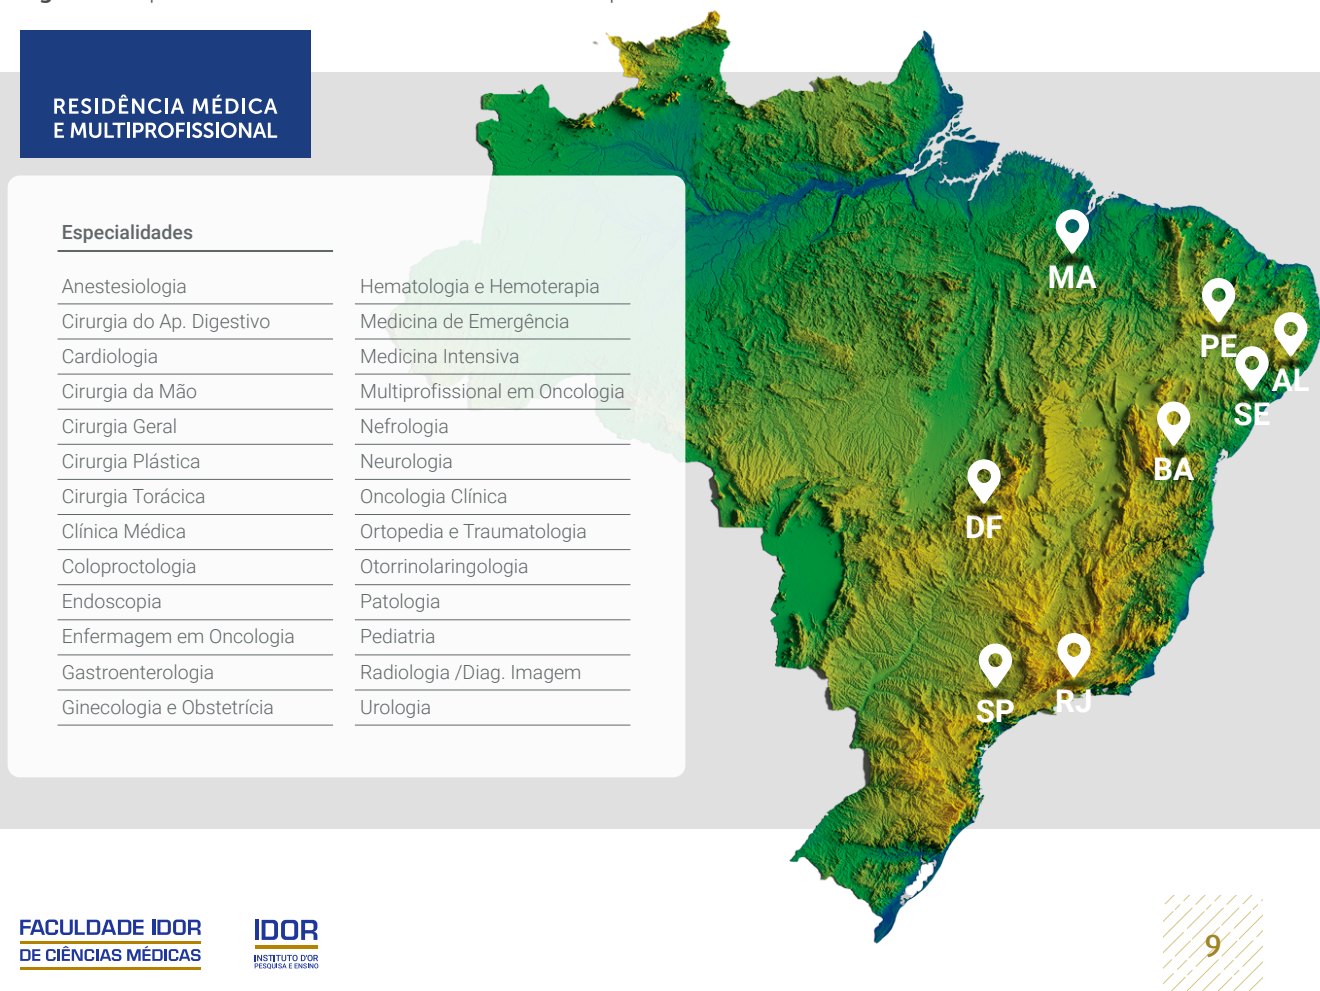 RESIDÊNCIA MÉDICA
E MULTIPROFISSIONAL
Especialidades
Anestesiologia
Cirurgia do Ap. Digestivo
Cardiologia
Cirurgia da Mão
Cirurgia Geral
Cirurgia Plástica
Cirurgia Torácica
Clínica Médica
Coloproctologia
Endoscopia
Enfermagem em Oncologia
Gastroenterologia
Ginecologia e Obstetrícia
Hematologia e Hemoterapia
Medicina de Emergência
Medicina Intensiva
Multiprofissional em Oncologia
Nefrologia
Neurologia
Oncologia Clínica
Ortopedia e Traumatologia
Otorrinolaringologia
Patologia
Pediatria
Radiologia /Diag. Imagem
Urologia
MA
PE
AL
SE
BA
DF
SP
RJ
FACULDADE IDOR
DE CIÊNCIAS MÉDICAS
IDOR
INSTITUTO D'OR
PESQUISA E ENSINO
9